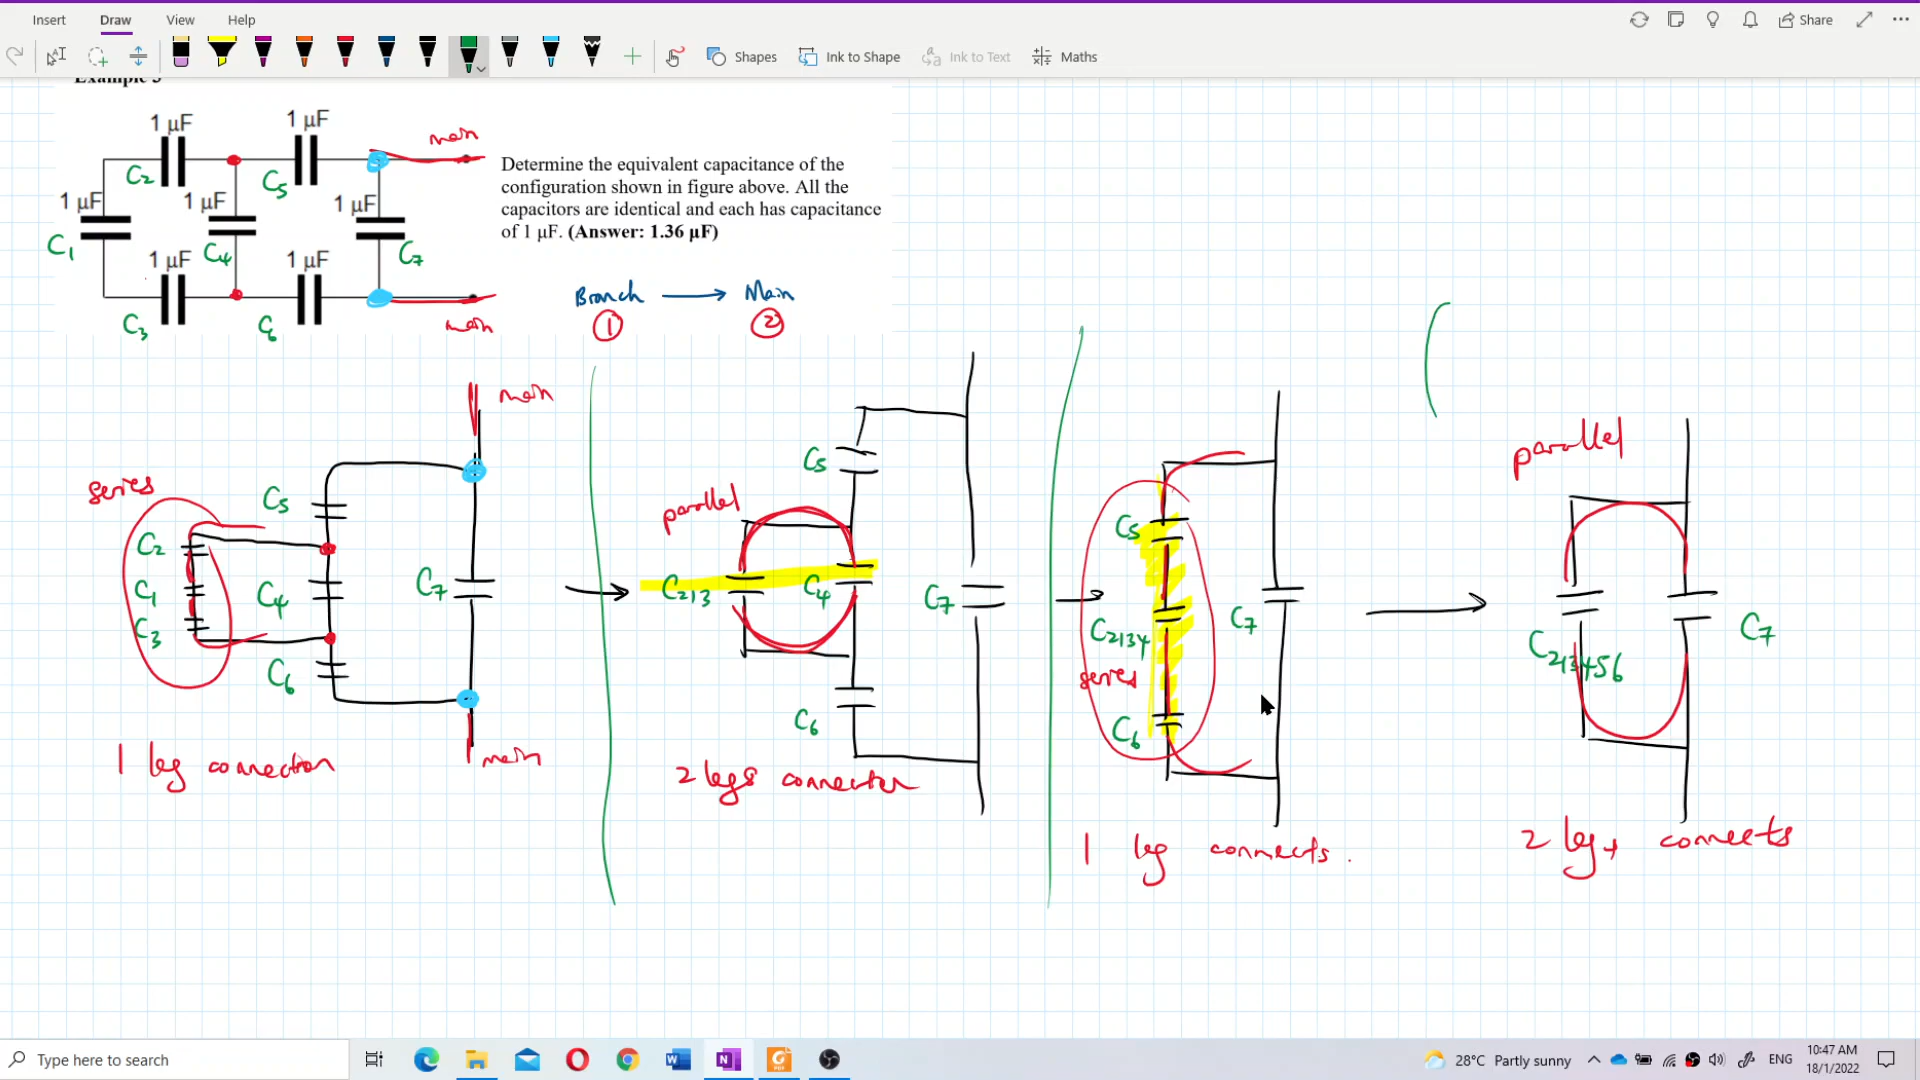 Insert Draw View Help
Share
Shapes Ink to Shape Ink to Text Maths
Example 3
1 µF 1 µF main
C2 C5
1 µF 1 µF 1 µF
C1 C4 C7
1 µF 1 µF
C3 C6 main
Determine the equivalent capacitance of the
configuration shown in figure above. All the
capacitors are identical and each has capacitance
of 1 µF. (Answer: 1.36 µF)
Branch → Main
① ②
main
series
C5
C2
C1 C4 C7
C3
C6
main
1 leg connection
C5
parallel
C213 C4 C7
C6
2 legs connection
C5
C2134 C7
series
C6
1 leg connects.
parallel
C213456 C7
2 legs connects
Type here to search
28°C Partly sunny
ENG
10:47 AM
18/1/2022